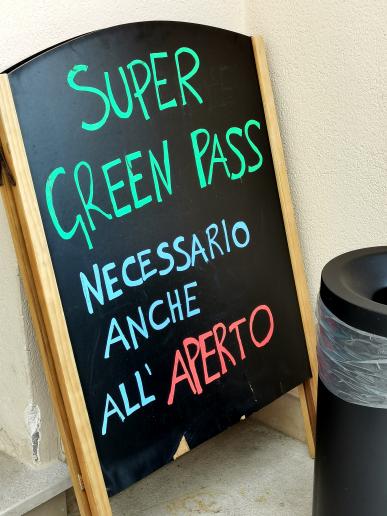 SUPER
GREEN PASS
NECESSARIO
ANCHE
ALL' APERTO